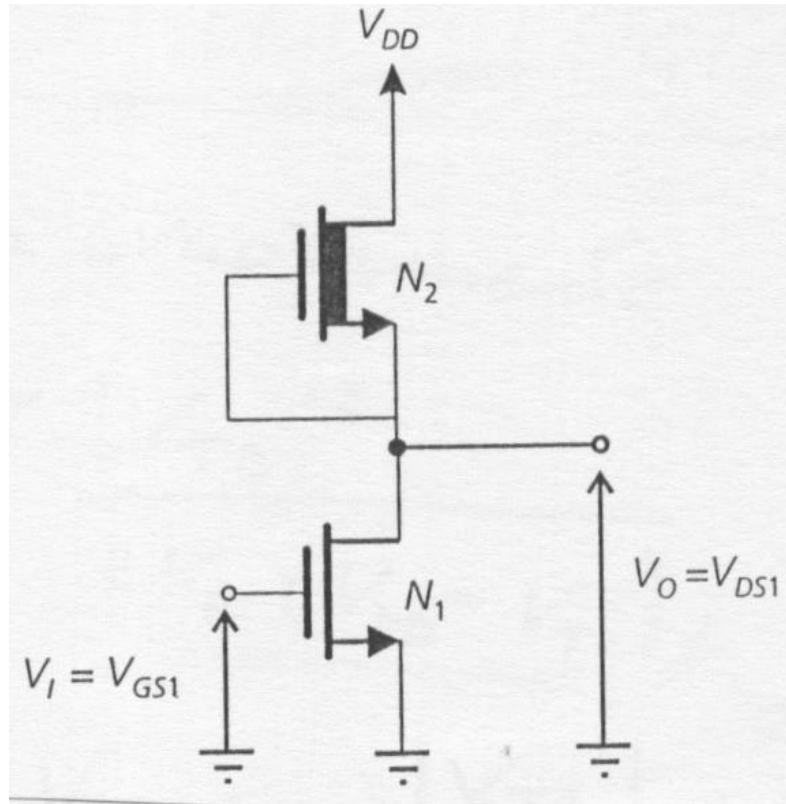 V_DD
N_2
N_1
V_O = V_DS1
V_I = V_GS1